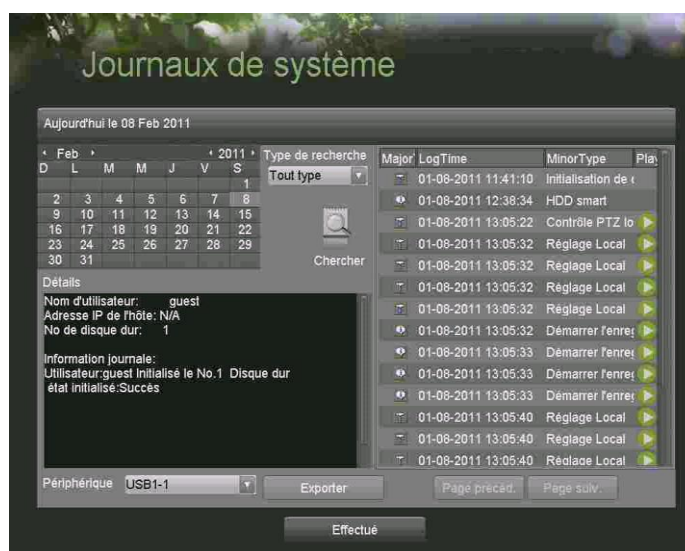 Journaux de système
Aujourd'hui le 08 Feb 2011
Feb 2011
D L M M J V S
1
2 3 4 5 6 7 8
9 10 11 12 13 14 15
16 17 18 19 20 21 22
23 24 25 26 27 28 29
30 31
Type de recherche
Tout type
Chercher
Détails
Nom d'utilisateur: guest
Adresse IP de l'hôte: N/A
No de disque dur: 1
Information journale:
Utilisateur:guest Initialisé le No.1 Disque dur
état initialisé:Succès
Major LogTime MinorType Play
01-08-2011 11:41:10 Initialisation de
01-08-2011 12:38:34 HDD smart
01-08-2011 13:05:22 Contrôle PTZ lo
01-08-2011 13:05:32 Réglage Local
01-08-2011 13:05:32 Réglage Local
01-08-2011 13:05:32 Réglage Local
01-08-2011 13:05:32 Réglage Local
01-08-2011 13:05:32 Démarrer l'enreg
01-08-2011 13:05:33 Démarrer l'enreg
01-08-2011 13:05:33 Démarrer l'enreg
01-08-2011 13:05:33 Démarrer l'enreg
01-08-2011 13:05:40 Réglage Local
01-08-2011 13:05:40 Réglage Local
01-08-2011 13:05:40 Réglage Local
Périphérique USB1-1
Exporter
Page précéd. Page suiv.
Effectué